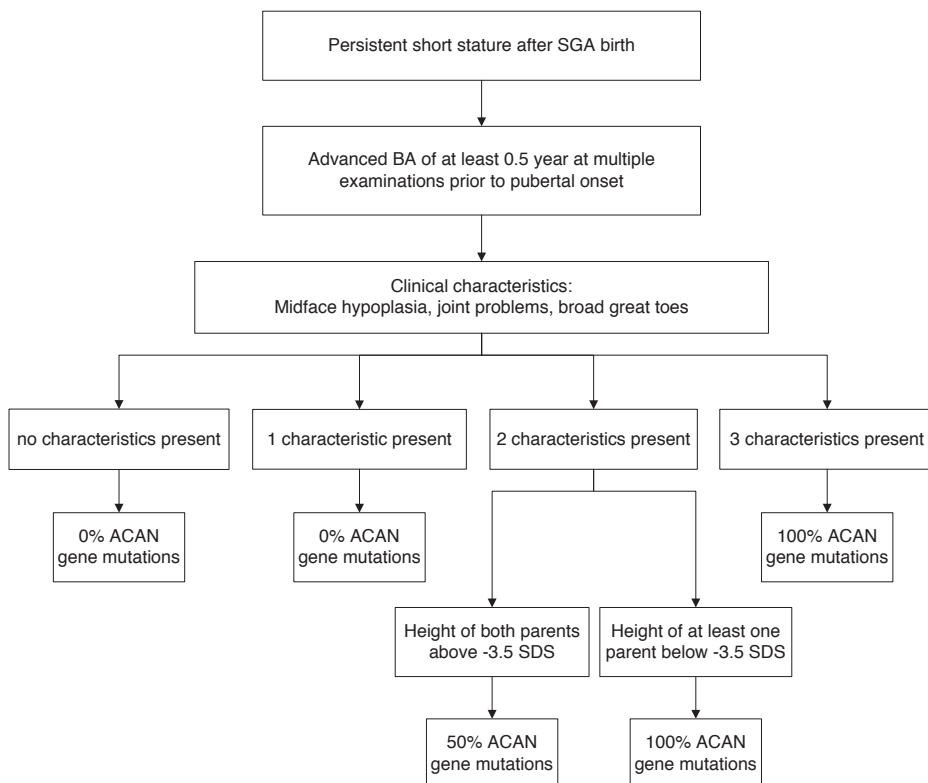 Persistent short stature after SGA birth
Advanced BA of at least 0.5 year at multiple
examinations prior to pubertal onset
Clinical characteristics:
Midface hypoplasia, joint problems, broad great toes
no characteristics present
1 characteristic present
2 characteristics present
3 characteristics present
0% ACAN
gene mutations
0% ACAN
gene mutations
100% ACAN
gene mutations
Height of both parents
above -3.5 SDS
Height of at least one
parent below -3.5 SDS
50% ACAN
gene mutations
100% ACAN
gene mutations